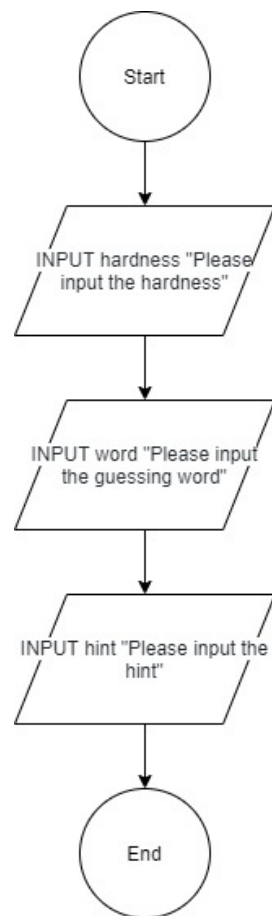 Start
INPUT hardness "Please
input the hardness"
INPUT word "Please input
the guessing word"
INPUT hint "Please input the
hint"
End